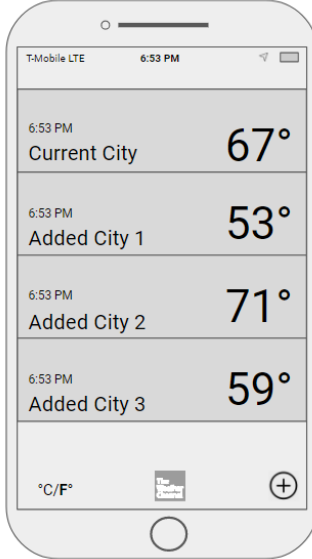 T-Mobile LTE 6:53 PM
6:53 PM
Current City 67°
6:53 PM
Added City 1 53°
6:53 PM
Added City 2 71°
6:53 PM
Added City 3 59°
°C/F°